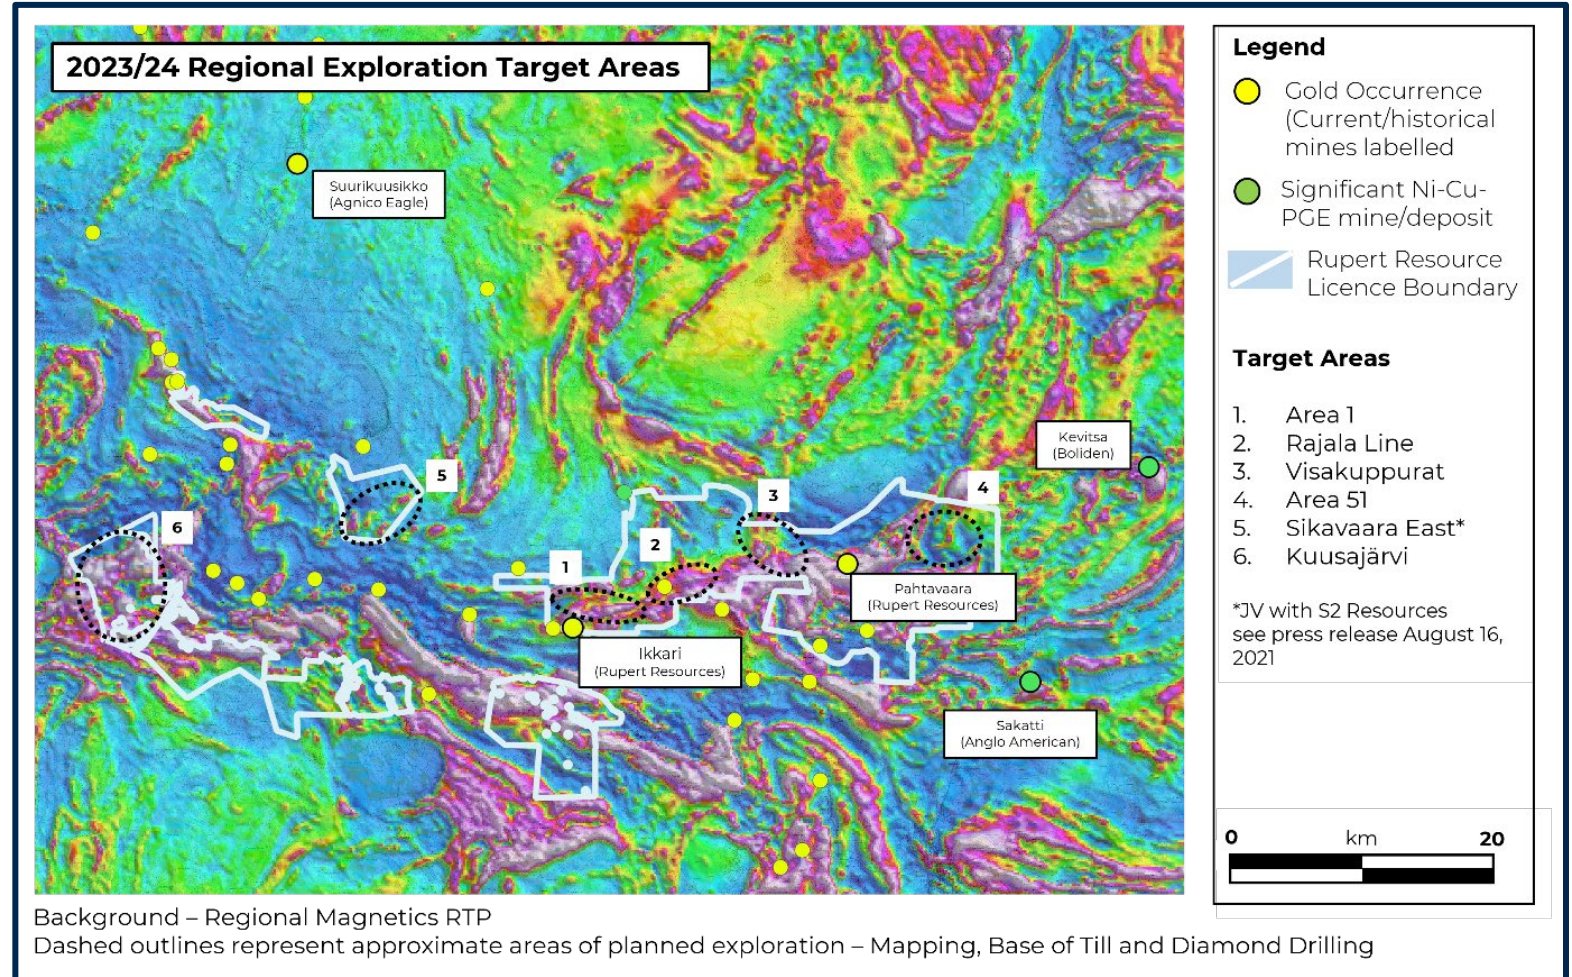 2023/24 Regional Exploration Target Areas
Suurikuusikko
(Agnico Eagle)
Kevitsa
(Boliden)
5
4
3
6
2
1
Pahtavaara
(Rupert Resources)
Ikkari
(Rupert Resources)
Sakatti
(Anglo American)
Legend
Gold Occurrence
(Current/historical
mines labelled
Significant Ni-Cu-
PGE mine/deposit
Rupert Resource
Licence Boundary
Target Areas
1. Area 1
2. Rajala Line
3. Visakuppurat
4. Area 51
5. Sikavaara East*
6. Kuusajärvi
*JV with S2 Resources
see press release August 16,
2021
0 km 20
Background – Regional Magnetics RTP
Dashed outlines represent approximate areas of planned exploration – Mapping, Base of Till and Diamond Drilling